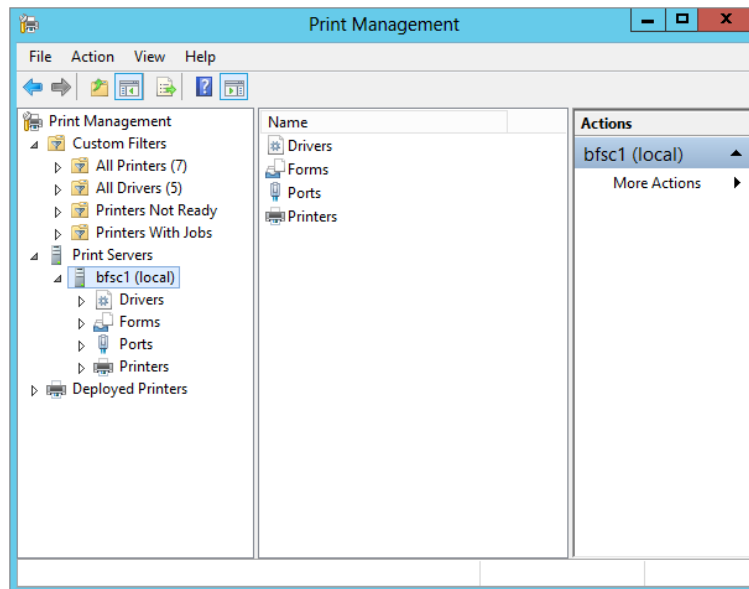 Print Management
File Action View Help
Print Management
Custom Filters
All Printers (7)
All Drivers (5)
Printers Not Ready
Printers With Jobs
Print Servers
bfsc1 (local)
Drivers
Forms
Ports
Printers
Deployed Printers
Name
Drivers
Forms
Ports
Printers
Actions
bfsc1 (local)
More Actions